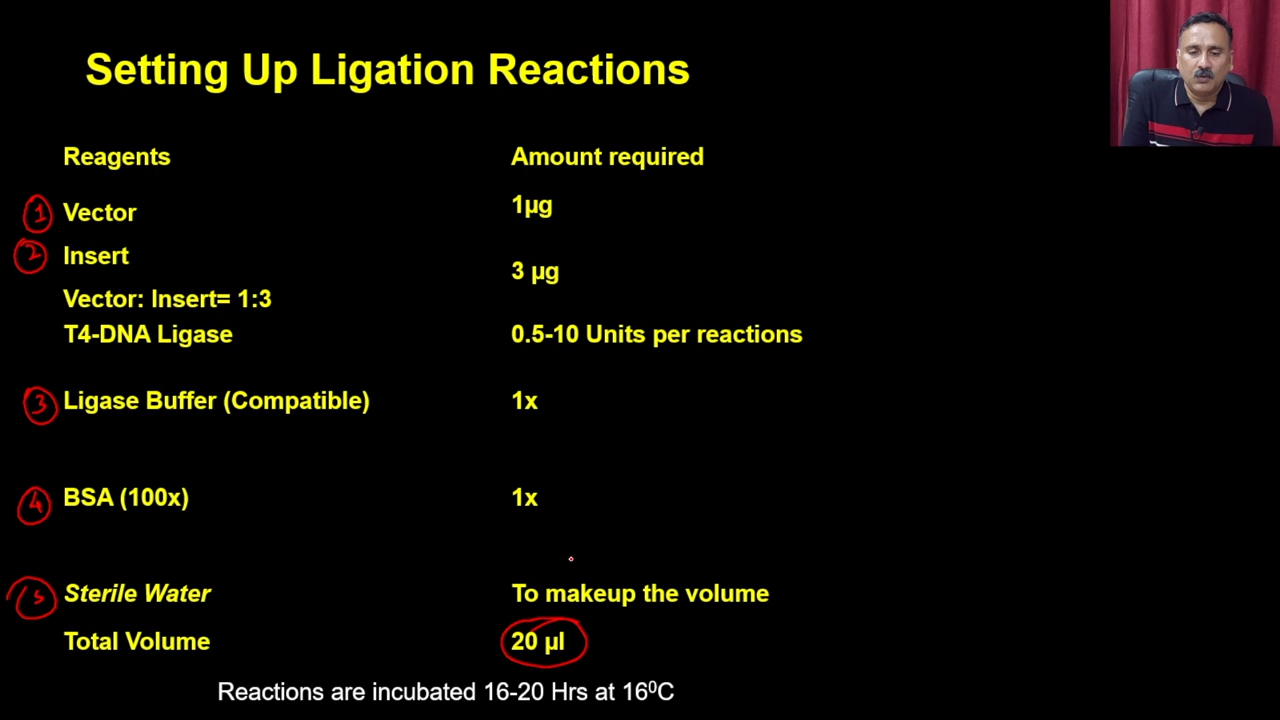 Setting Up Ligation Reactions
Reagents Amount required
1 Vector 1µg
2 Insert
3 µg
Vector: Insert= 1:3
T4-DNA Ligase 0.5-10 Units per reactions
3 Ligase Buffer (Compatible) 1x
4 BSA (100x) 1x
Sterile Water To makeup the volume
Total Volume 20 µl
Reactions are incubated 16-20 Hrs at 16⁰C